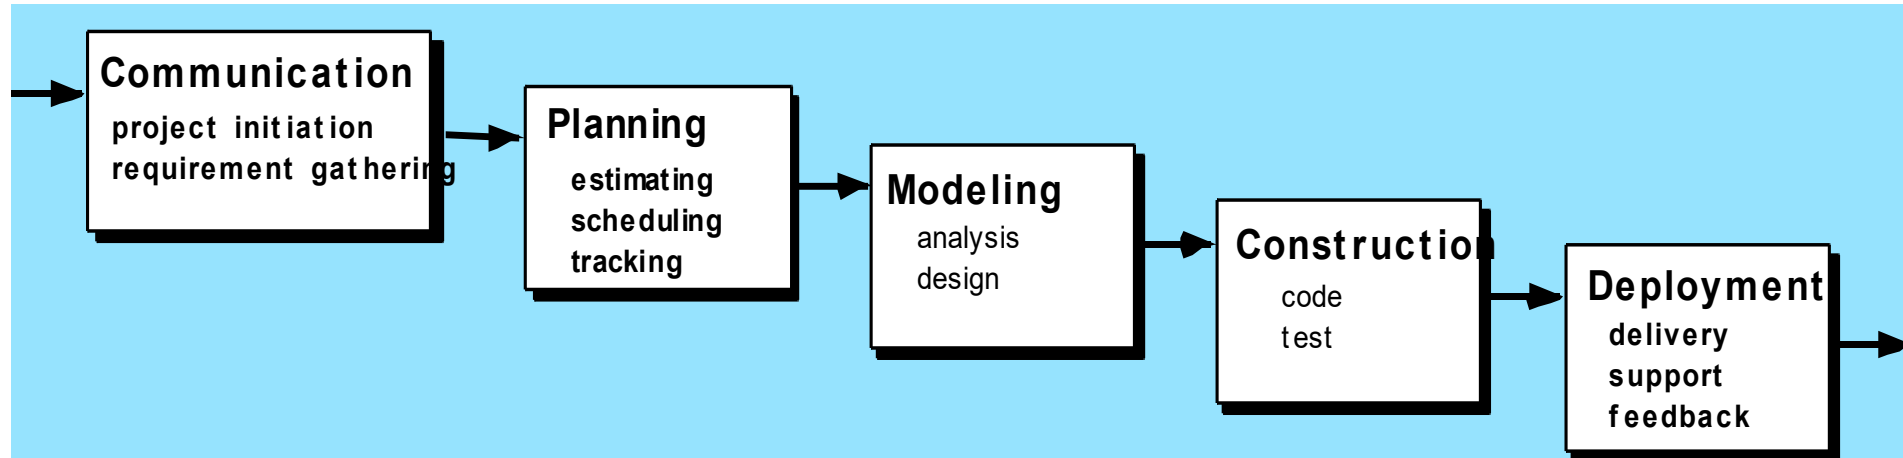 Communication
project initiation
requirement gathering
Planning
estimating
scheduling
tracking
Modeling
analysis
design
Construction
code
test
Deployment
delivery
support
feedback